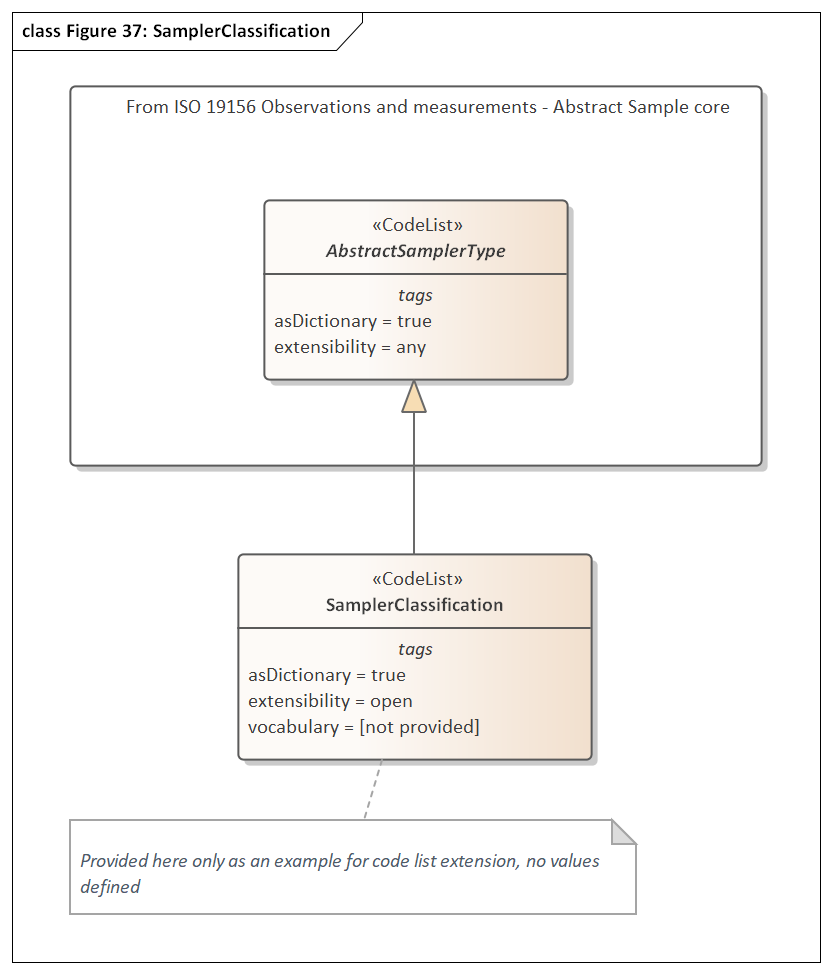 class Figure 37: SamplerClassification
From ISO 19156 Observations and measurements - Abstract Sample core
«CodeList»
AbstractSamplerType
tags
asDictionary = true
extensibility = any
«CodeList»
SamplerClassification
tags
asDictionary = true
extensibility = open
vocabulary = [not provided]
Provided here only as an example for code list extension, no values
defined